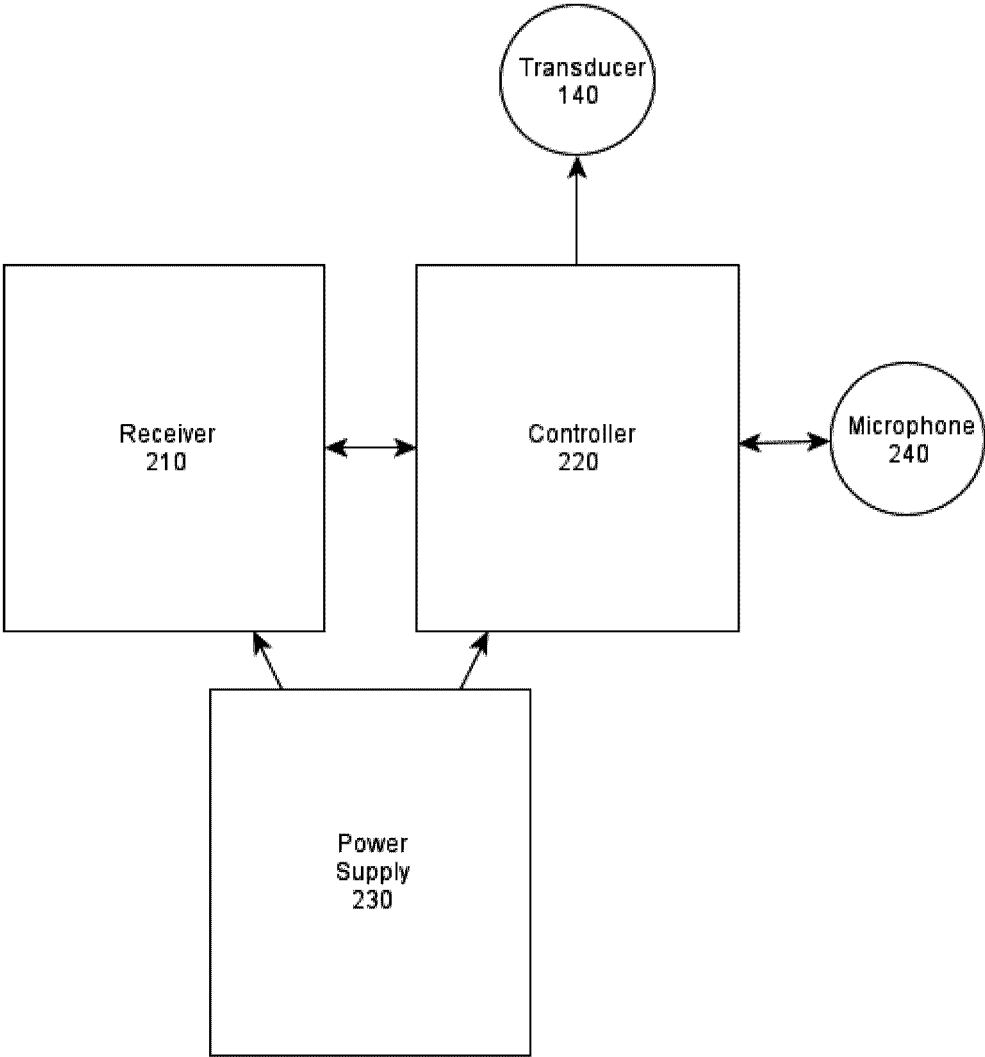 Transducer
140
Receiver
210
Controller
220
Microphone
240
Power
Supply
230